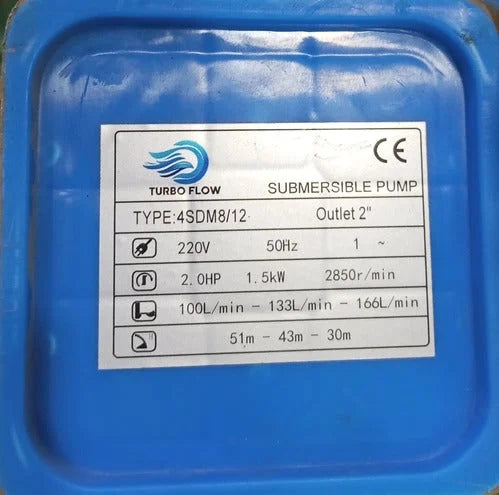 TURBO FLOW
CE
SUBMERSIBLE PUMP
TYPE:4SDM8/12 Outlet 2"
220V 50Hz 1 ~
2.0HP 1.5kW 2850r/min
100L/min - 133L/min - 166L/min
51m - 43m - 30m